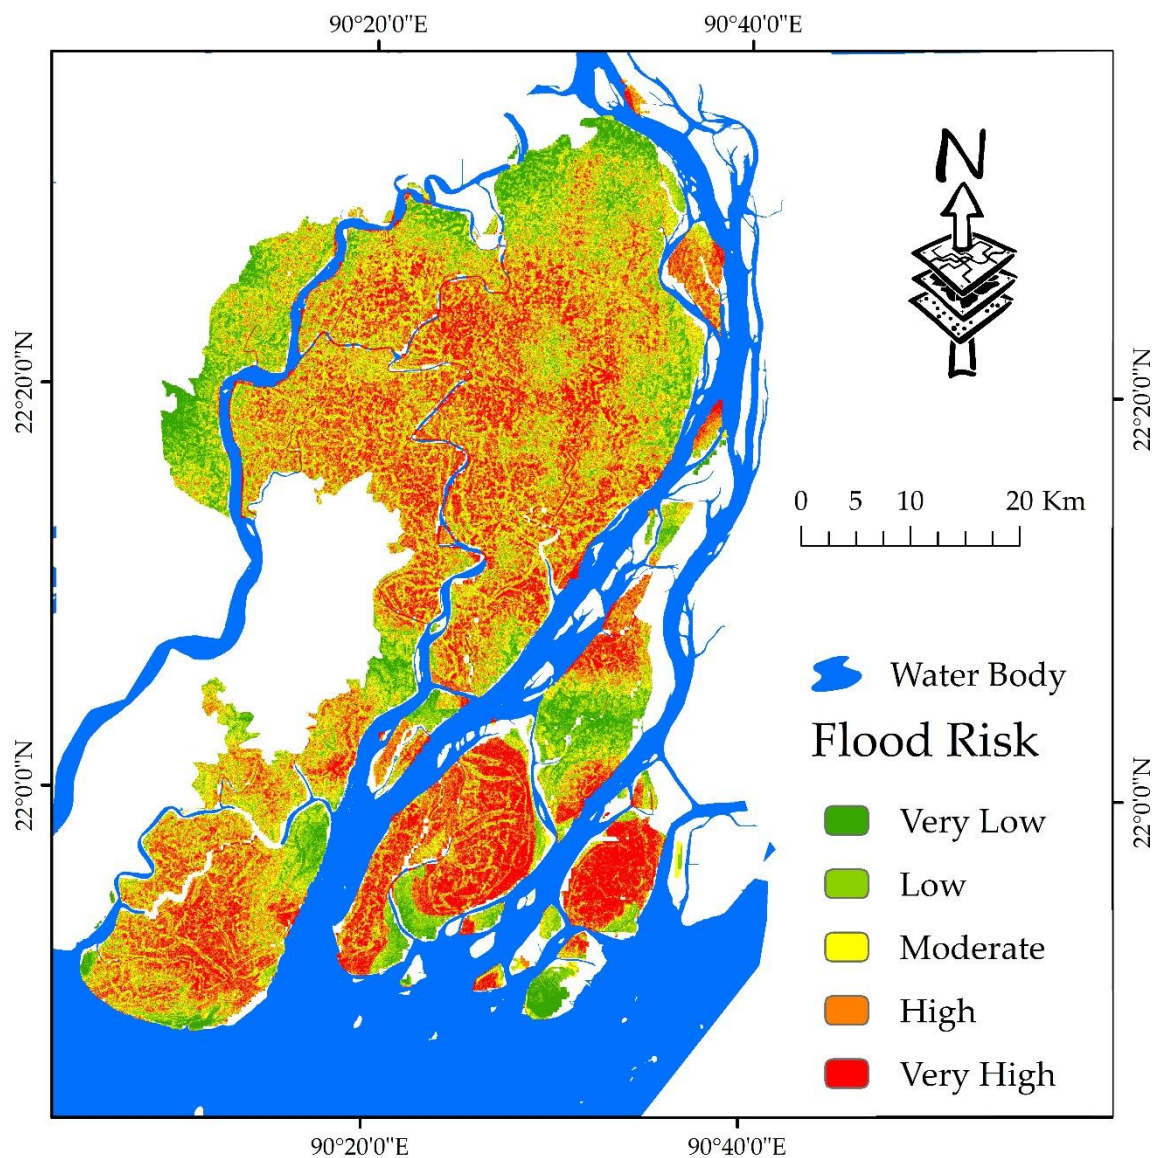 90°20'0"E
90°40'0"E
N
22°20'0"N
22°20'0"N
0 5 10 20 Km
Water Body
Flood Risk
22°0'0"N
22°0'0"N
Very Low
Low
Moderate
High
Very High
90°20'0"E
90°40'0"E